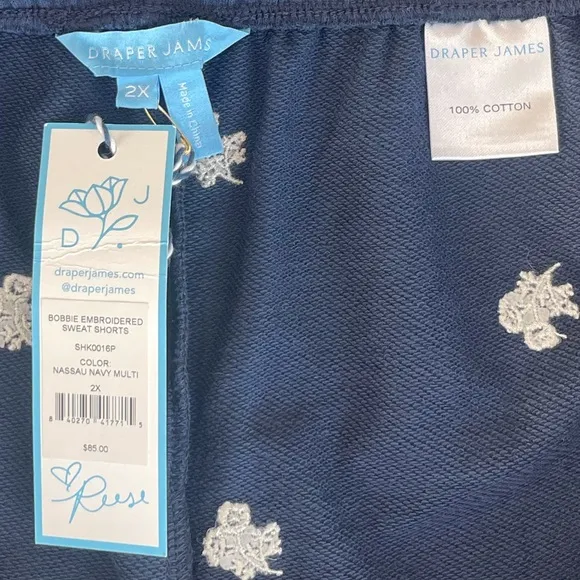 DRAPER JAMES
2X
Made in China
DRAPER JAMES
100% COTTON
D J
draperjames.com
@draperjames
BOBBIE EMBROIDERED
SWEAT SHORTS
SHK0016P
COLOR:
NASSAU NAVY MULTI
2X
8 40270 41771 5
$85.00
Reese